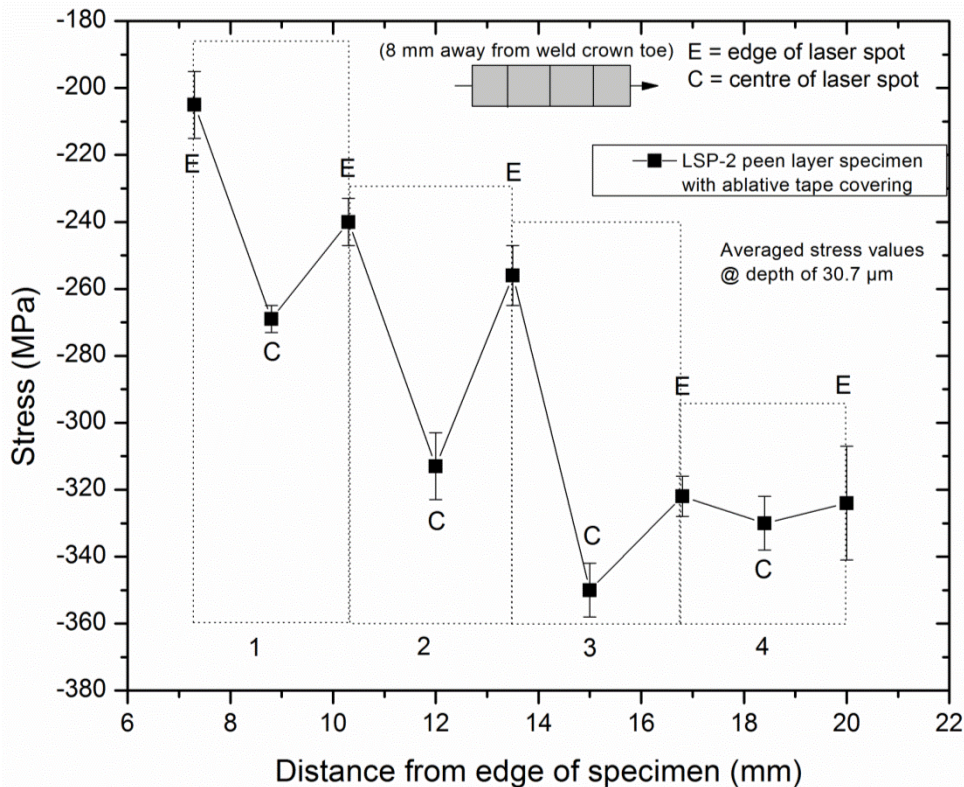 -180
-200
-220
-240
-260
-280
-300
-320
-340
-360
-380
Stress (MPa)
(8 mm away from weld crown toe)
E = edge of laser spot
C = centre of laser spot
LSP-2 peen layer specimen
with ablative tape covering
Averaged stress values
@ depth of 30.7 µm
E
C
E
C
E
C
E
C
E
1
2
3
4
6
8
10
12
14
16
18
20
22
Distance from edge of specimen (mm)